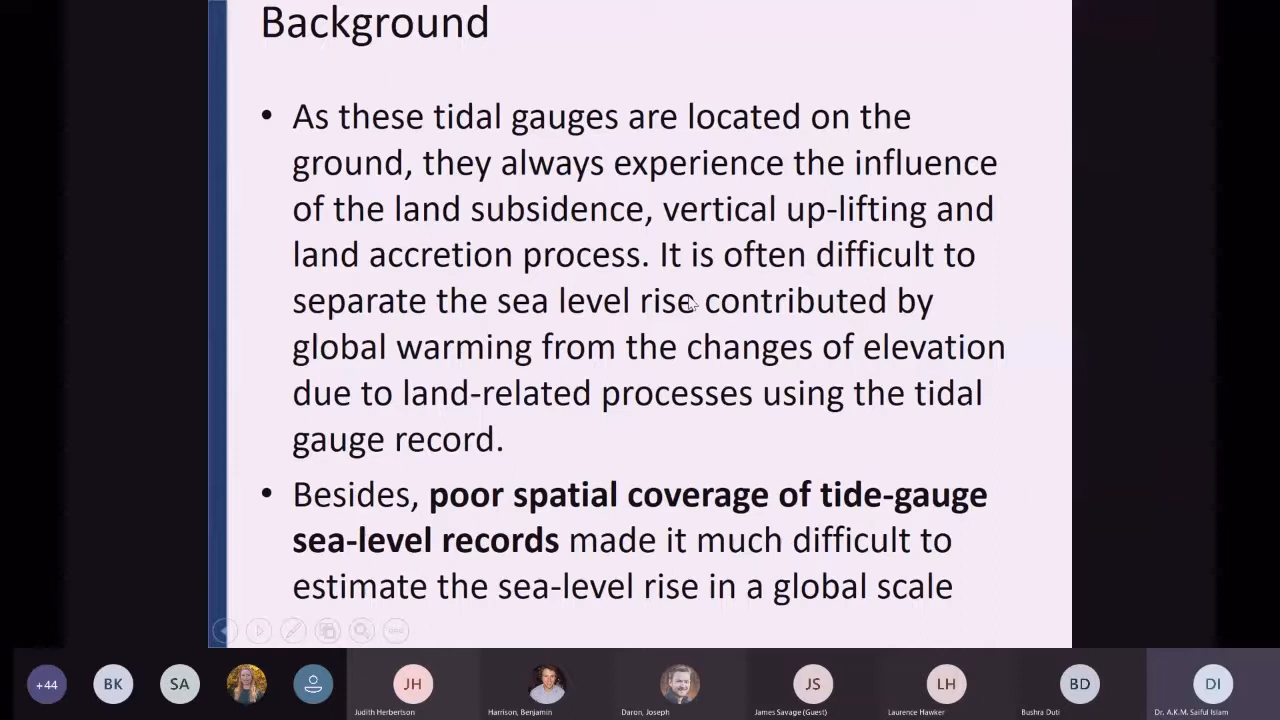 Background
• As these tidal gauges are located on the
ground, they always experience the influence
of the land subsidence, vertical up-lifting and
land accretion process. It is often difficult to
separate the sea level rise contributed by
global warming from the changes of elevation
due to land-related processes using the tidal
gauge record.
• Besides, poor spatial coverage of tide-gauge
sea-level records made it much difficult to
estimate the sea-level rise in a global scale
+44 BK SA JH JS LH BD DI
Judith Herbertson Harrison, Benjamin Daron, Joseph James Savage (Guest) Laurence Hawker Bushra Duti Dr. A.K.M. Saiful Islam